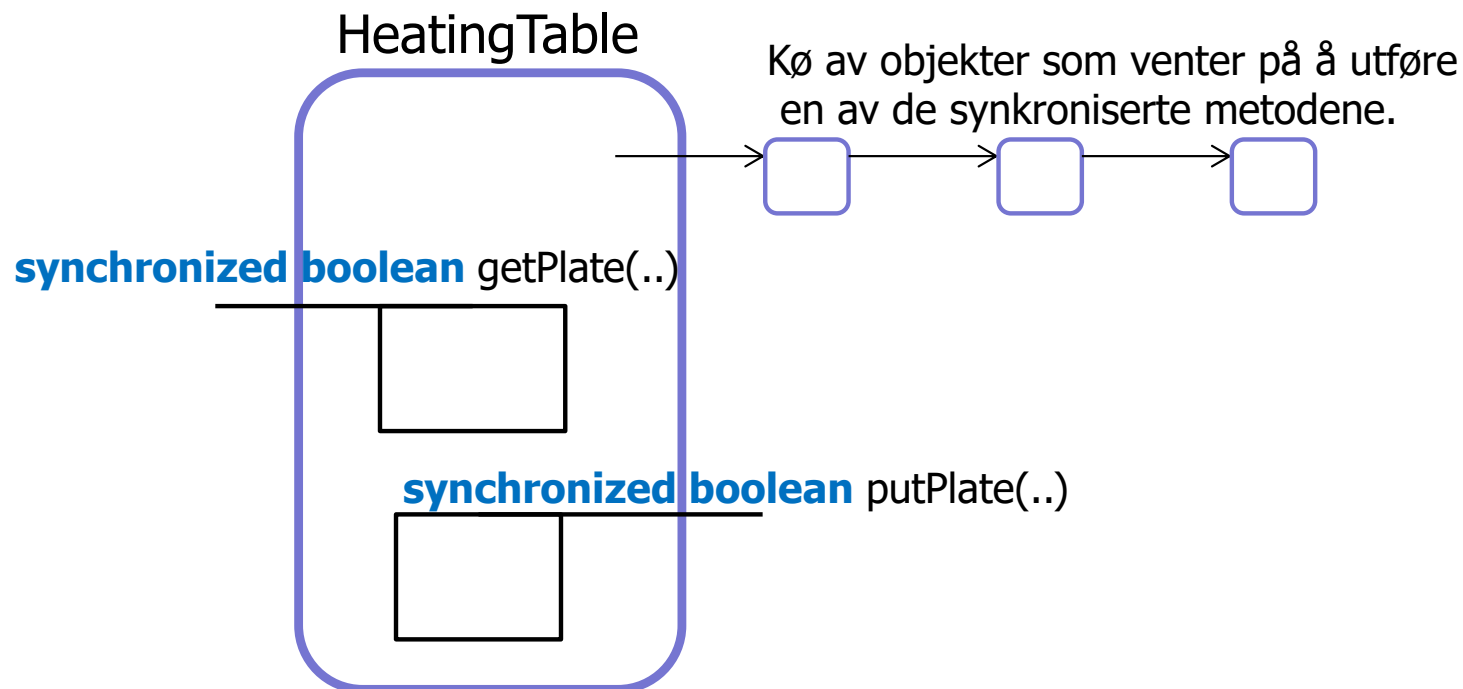 HeatingTable
Kø av objekter som venter på å utføre
en av de synkroniserte metodene.
synchronized boolean getPlate(..)
synchronized boolean putPlate(..)